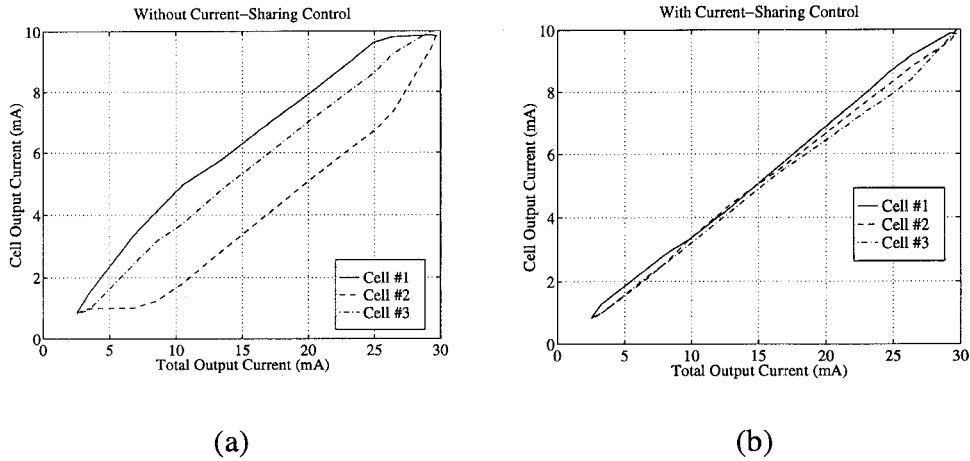 Without Current-Sharing Control
10
8
6
4
2
0
0 5 10 15 20 25 30
Cell Output Current (mA)
Total Output Current (mA)
Cell #1
Cell #2
Cell #3
(a)
With Current-Sharing Control
10
8
6
4
2
0
0 5 10 15 20 25 30
Cell Output Current (mA)
Total Output Current (mA)
Cell #1
Cell #2
Cell #3
(b)